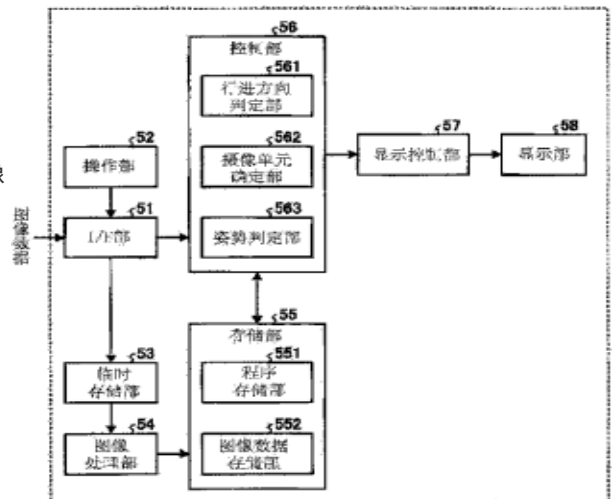 56
控制部
561
行进方向
判定部
562
摄像单元
确定部
563
姿势判定部
57
显示控制部
58
显示部
52
操作部
51
I/F部
图像数据
55
存储部
551
程序
存储部
552
图像数据
存储部
53
临时
存储部
54
图像
处理部